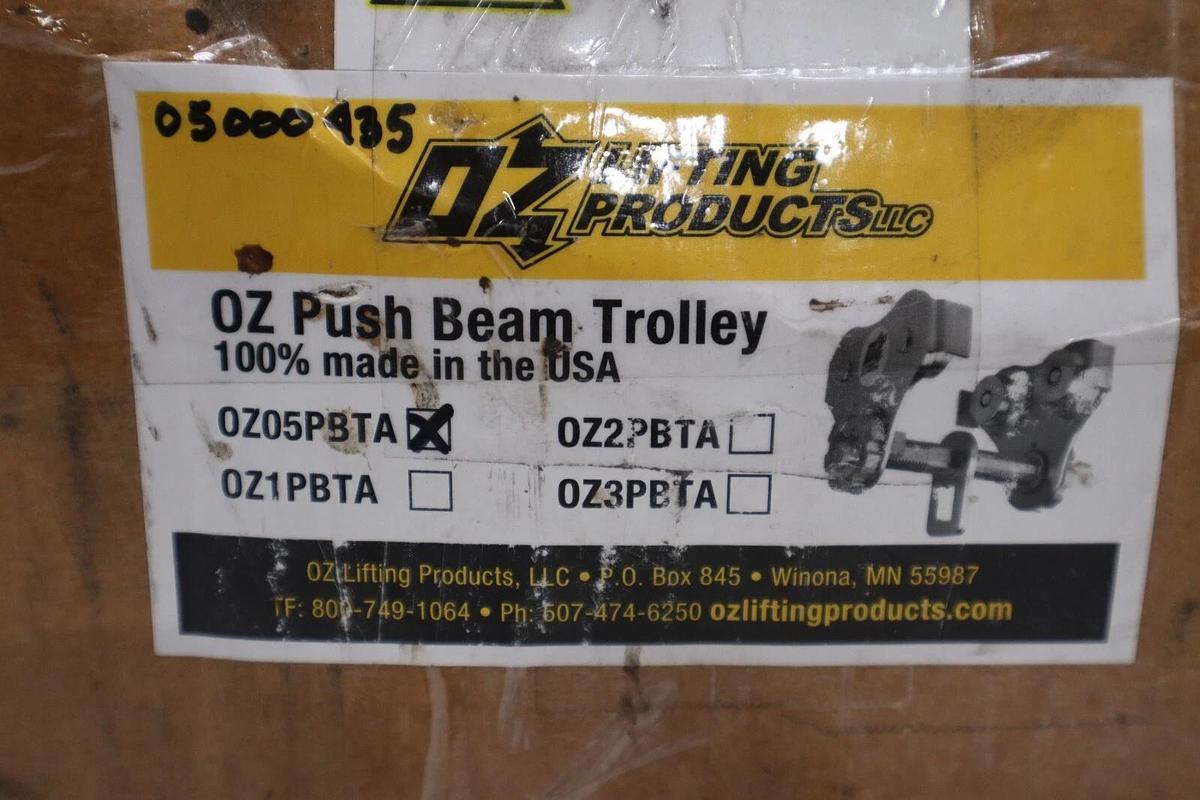 05000435
OZ LIFTING
PRODUCTS LLC
OZ Push Beam Trolley
100% made in the USA
OZ05PBTA OZ2PBTA
OZ1PBTA OZ3PBTA
OZ Lifting Products, LLC • P.O. Box 845 • Winona, MN 55987
TF: 800-749-1064 • Ph: 507-474-6250 ozliftingproducts.com